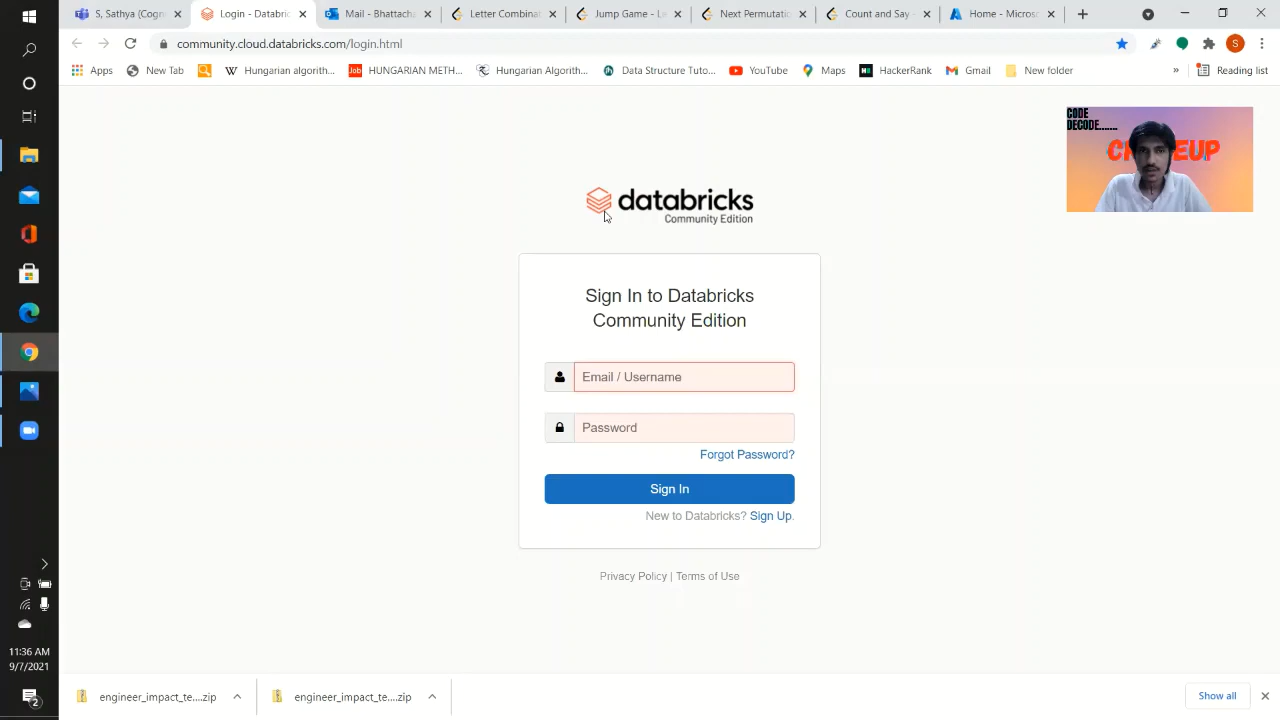 S, Sathya (Cogn
Login - Databric
Mail - Bhattacha
Letter Combinat
Jump Game - Le
Next Permutatio
Count and Say -
Home - Microso
community.cloud.databricks.com/login.html
S
Apps
New Tab
W
Hungarian algorith...
Job
HUNGARIAN METH...
Hungarian Algorith...
Data Structure Tuto...
YouTube
Maps
HackerRank
Gmail
New folder
»
Reading list
CODE
DECODE.......
databricks
Community Edition
Sign In to Databricks
Community Edition
Email / Username
Password
Forgot Password?
Sign In
New to Databricks? Sign Up.
Privacy Policy | Terms of Use
11:36 AM
9/7/2021
2
engineer_impact_te....zip
engineer_impact_te....zip
Show all